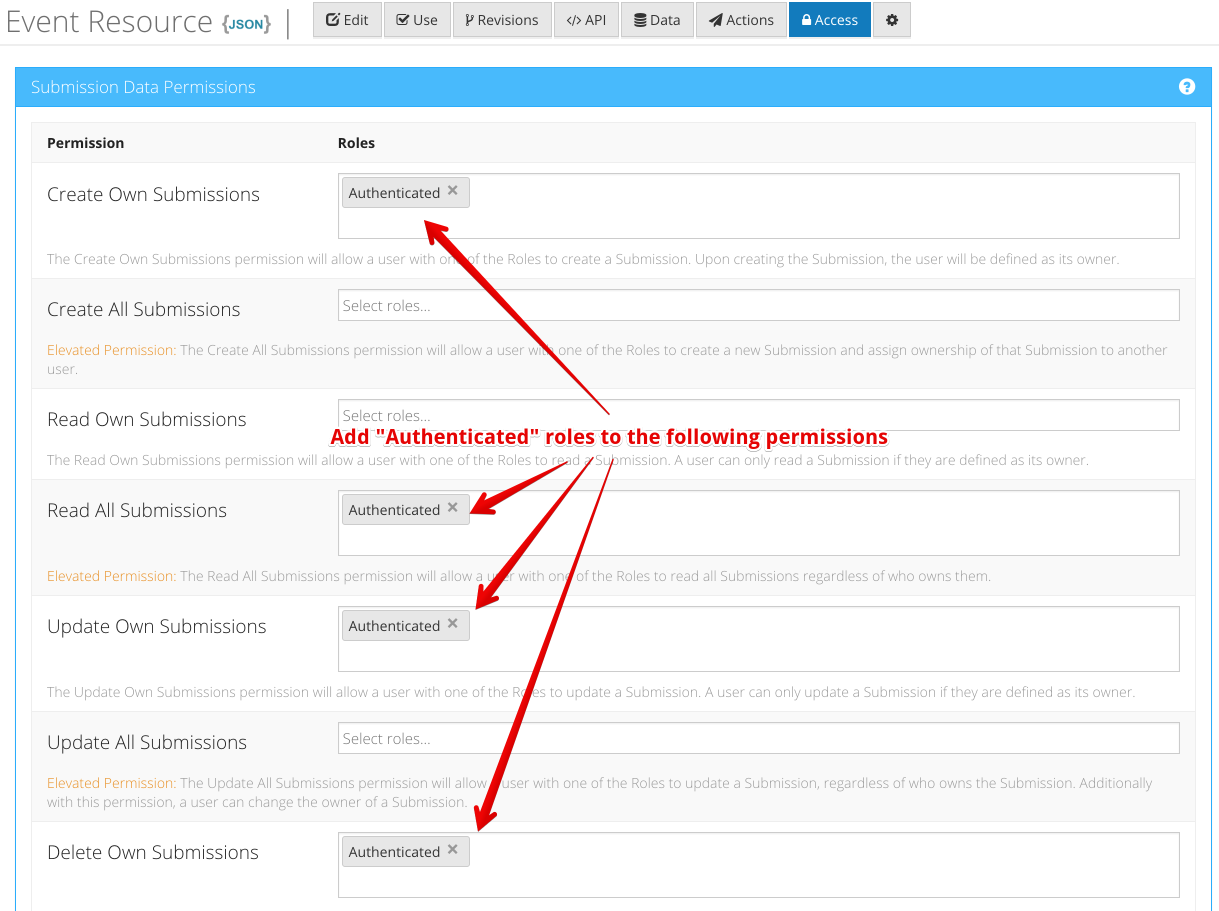 Event Resource {JSON}
Edit
Use
Revisions
</> API
Data
Actions
Access
Submission Data Permissions
?
Permission
Roles
Create Own Submissions
Authenticated ×
The Create Own Submissions permission will allow a user with one of the Roles to create a Submission. Upon creating the Submission, the user will be defined as its owner.
Create All Submissions
Select roles...
Elevated Permission: The Create All Submissions permission will allow a user with one of the Roles to create a new Submission and assign ownership of that Submission to another
user.
Read Own Submissions
Select roles...
Add "Authenticated" roles to the following permissions
The Read Own Submissions permission will allow a user with one of the Roles to read a Submission. A user can only read a Submission if they are defined as its owner.
Read All Submissions
Authenticated ×
Elevated Permission: The Read All Submissions permission will allow a user with one of the Roles to read all Submissions regardless of who owns them.
Update Own Submissions
Authenticated ×
The Update Own Submissions permission will allow a user with one of the Roles to update a Submission. A user can only update a Submission if they are defined as its owner.
Update All Submissions
Select roles...
Elevated Permission: The Update All Submissions permission will allow a user with one of the Roles to update a Submission, regardless of who owns the Submission. Additionally
with this permission, a user can change the owner of a Submission.
Delete Own Submissions
Authenticated ×